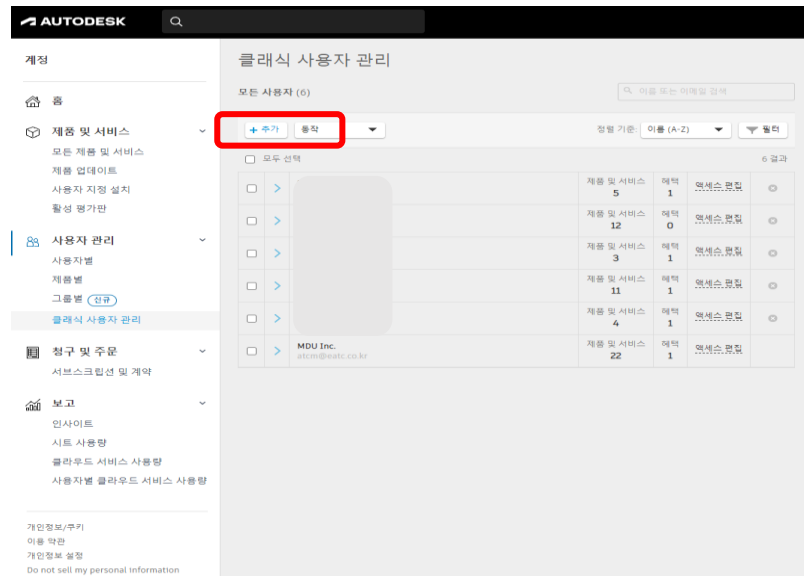 AUTODESK
계정
홈
제품 및 서비스
모든 제품 및 서비스
제품 업데이트
사용자 지정 설치
활성 평가판
사용자 관리
사용자별
제품별
그룹별 신규
클래식 사용자 관리
청구 및 주문
서브스크립션 및 계약
보고
인사이트
시트 사용량
클라우드 서비스 사용량
사용자별 클라우드 서비스 사용량
개인정보/쿠키
이용 약관
개인정보 설정
Do not sell my personal information
클래식 사용자 관리
모든 사용자 (6)
이름 또는 이메일 검색
+ 추가 동작
정렬 기준: 이름 (A-Z) 필터
모두 선택 6 결과
제품 및 서비스 혜택 액세스 편집
5 1
제품 및 서비스 혜택 액세스 편집
12 0
제품 및 서비스 혜택 액세스 편집
3 1
제품 및 서비스 혜택 액세스 편집
11 1
제품 및 서비스 혜택 액세스 편집
4 1
MDU Inc. 제품 및 서비스 혜택 액세스 편집
atcm@eatc.co.kr 22 1